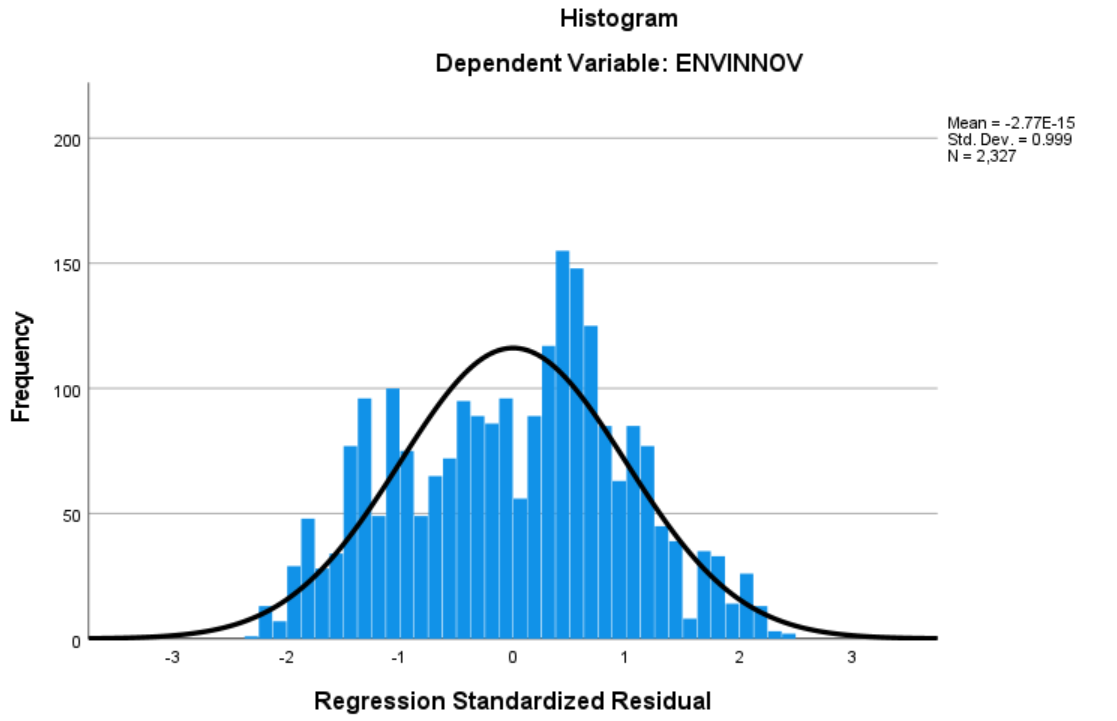 Histogram
Dependent Variable: ENVINNOV
Mean = -2.77E-15
Std. Dev. = 0.999
N = 2,327
200
150
100
50
0
Frequency
-3 -2 -1 0 1 2 3
Regression Standardized Residual